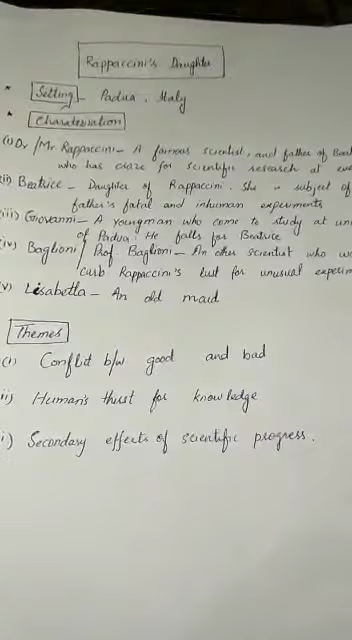 Rappaccini's Daughter
* Setting - Padua, Italy
* Characterization
(i) Dr/Mr. Rappaccini - A famous scientist, and father of Beat
who has craze for scientific research at eve
ii) Beatrice - Daughter of Rappaccini. She - subject of
father's fatal and inhuman experiments
iii) Giovanni - A youngman who come to study at uni
of Padua. He falls for Beatrice
iv) Baglioni/Prof. Baglioni - An other scientist who w
curb Rappaccini's lust for unusual experim
v) Lisabetta - An old maid
Themes
(i) Conflict b/w good and bad
ii) Human's thirst for knowledge
i) Secondary effects of scientific progress.